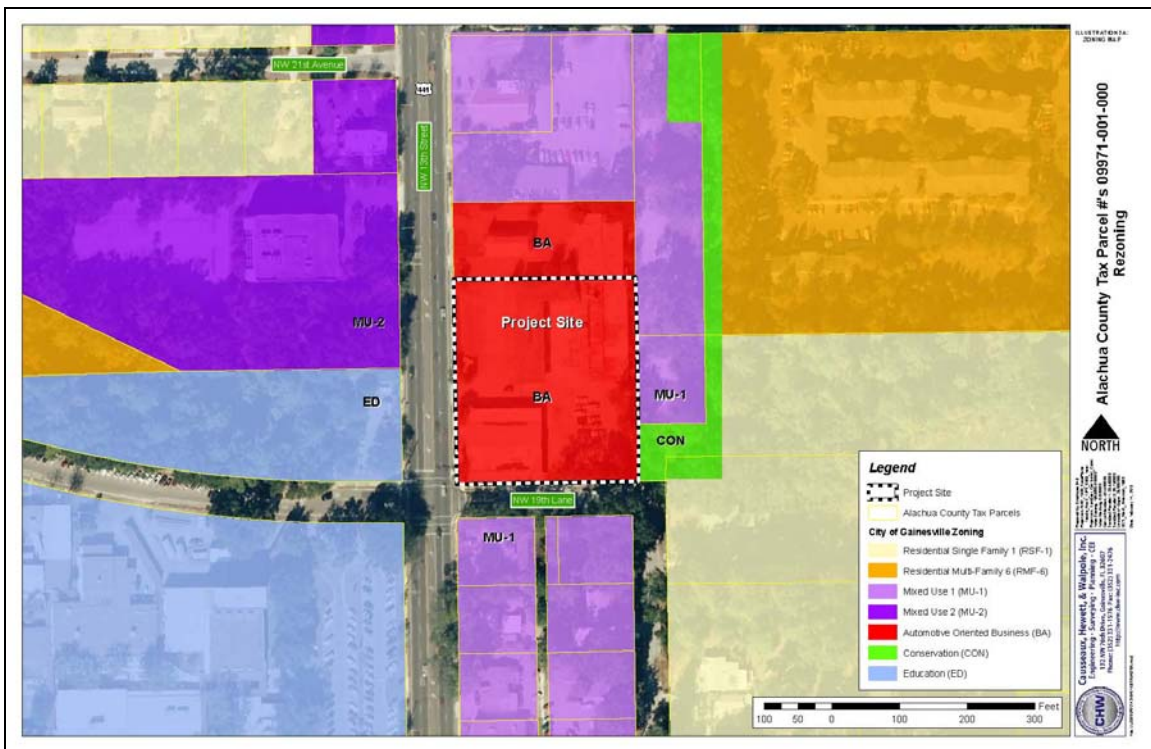 NW 21st Avenue
441
NW 13th Street
BA
Project Site
MU-2
BA
MU-1
ED
CON
NW 19th Lane
MU-1
Legend
Project Site
Alachua County Tax Parcels
City of Gainesville Zoning
Residential Single Family 1 (RSF-1)
Residential Multi-Family 6 (RMF-6)
Mixed Use 1 (MU-1)
Mixed Use 2 (MU-2)
Automotive Oriented Business (BA)
Conservation (CON)
Education (ED)
100 50 0 100 200 300 Feet
ZONING MAP
Alachua County Tax Parcel #'s 09971-001-000
Rezoning
NORTH
Causseaux, Hewett, & Walpole, Inc.
Engineering • Surveying • Planning • CEI
CHW